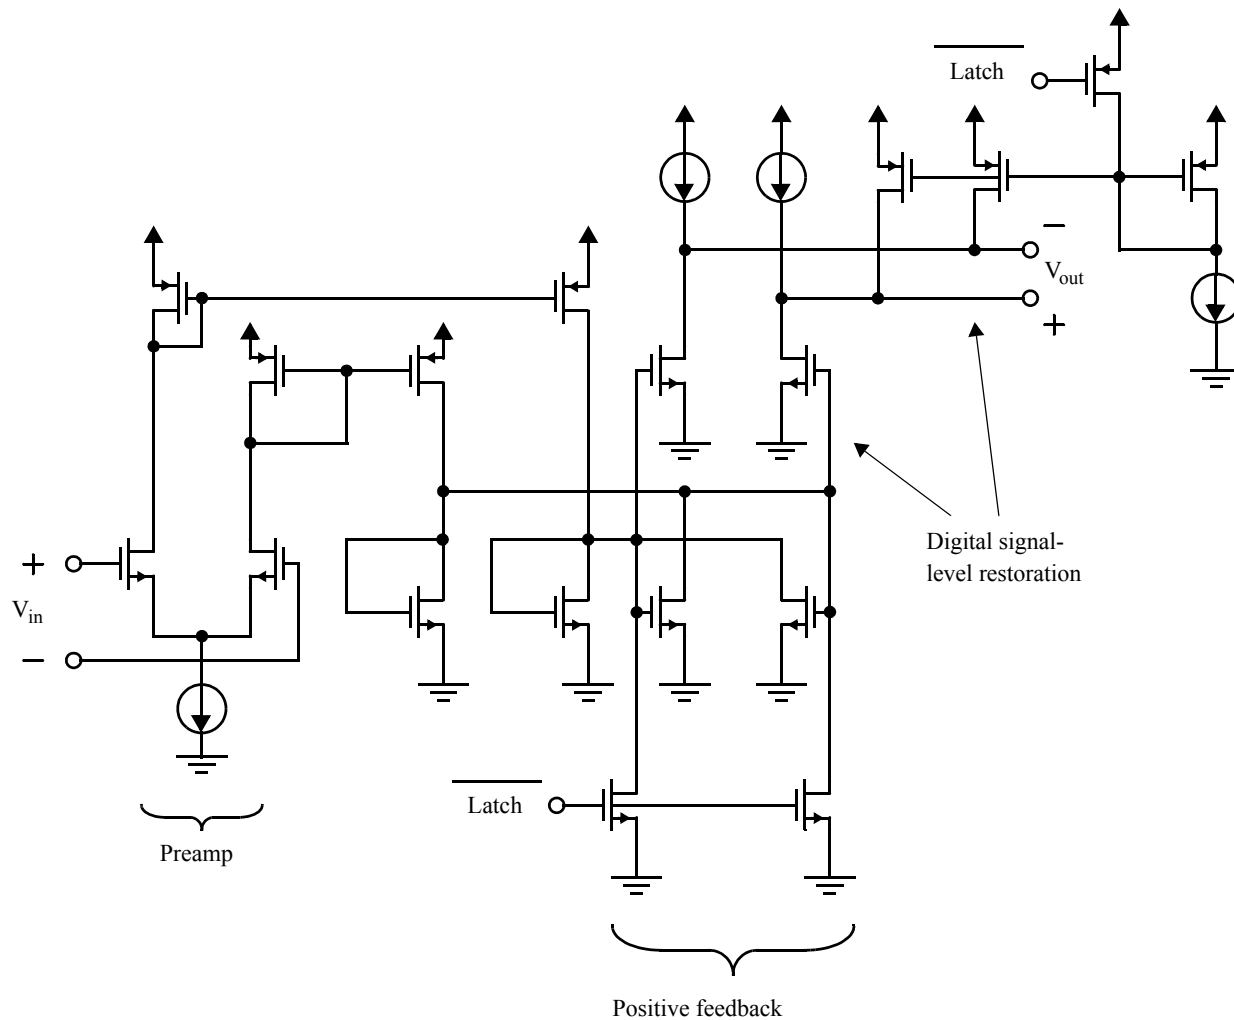 Latch
−
V_out
+
Digital signal-
level restoration
+
V_in
−
Latch
Preamp
Positive feedback